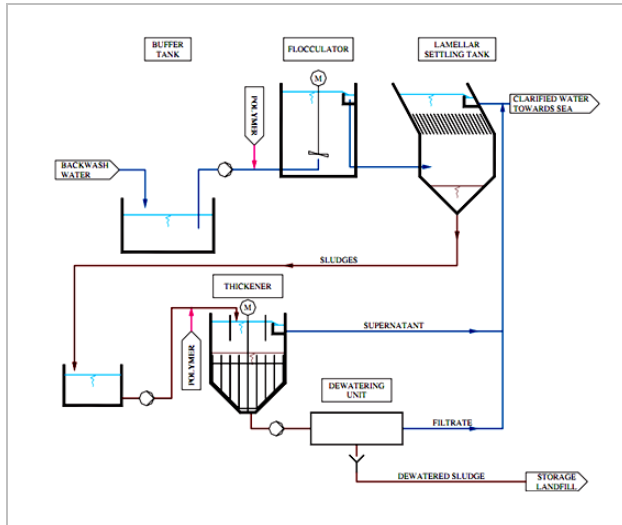 BUFFER
TANK
FLOCCULATOR
LAMELLAR
SETTLING TANK
M
POLYMER
CLARIFIED WATER
TOWARDS SEA
BACKWASH
WATER
SLUDGES
THICKENER
M
POLYMER
SUPERNATANT
DEWATERING
UNIT
FILTRATE
DEWATERED SLUDGE
STORAGE
LANDFILL